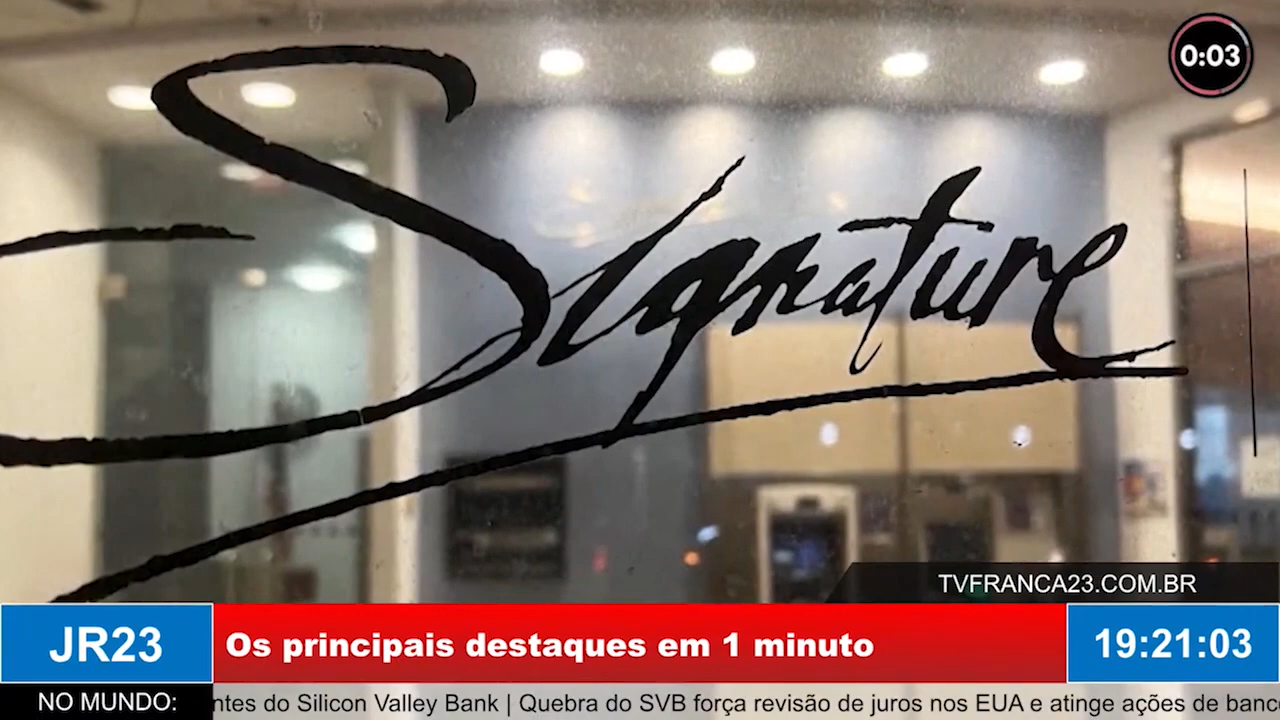 0:03
Signature
TVFRANCA23.COM.BR
JR23
Os principais destaques em 1 minuto
19:21:03
NO MUNDO:
ntes do Silicon Valley Bank | Quebra do SVB força revisão de juros nos EUA e atinge ações de banc